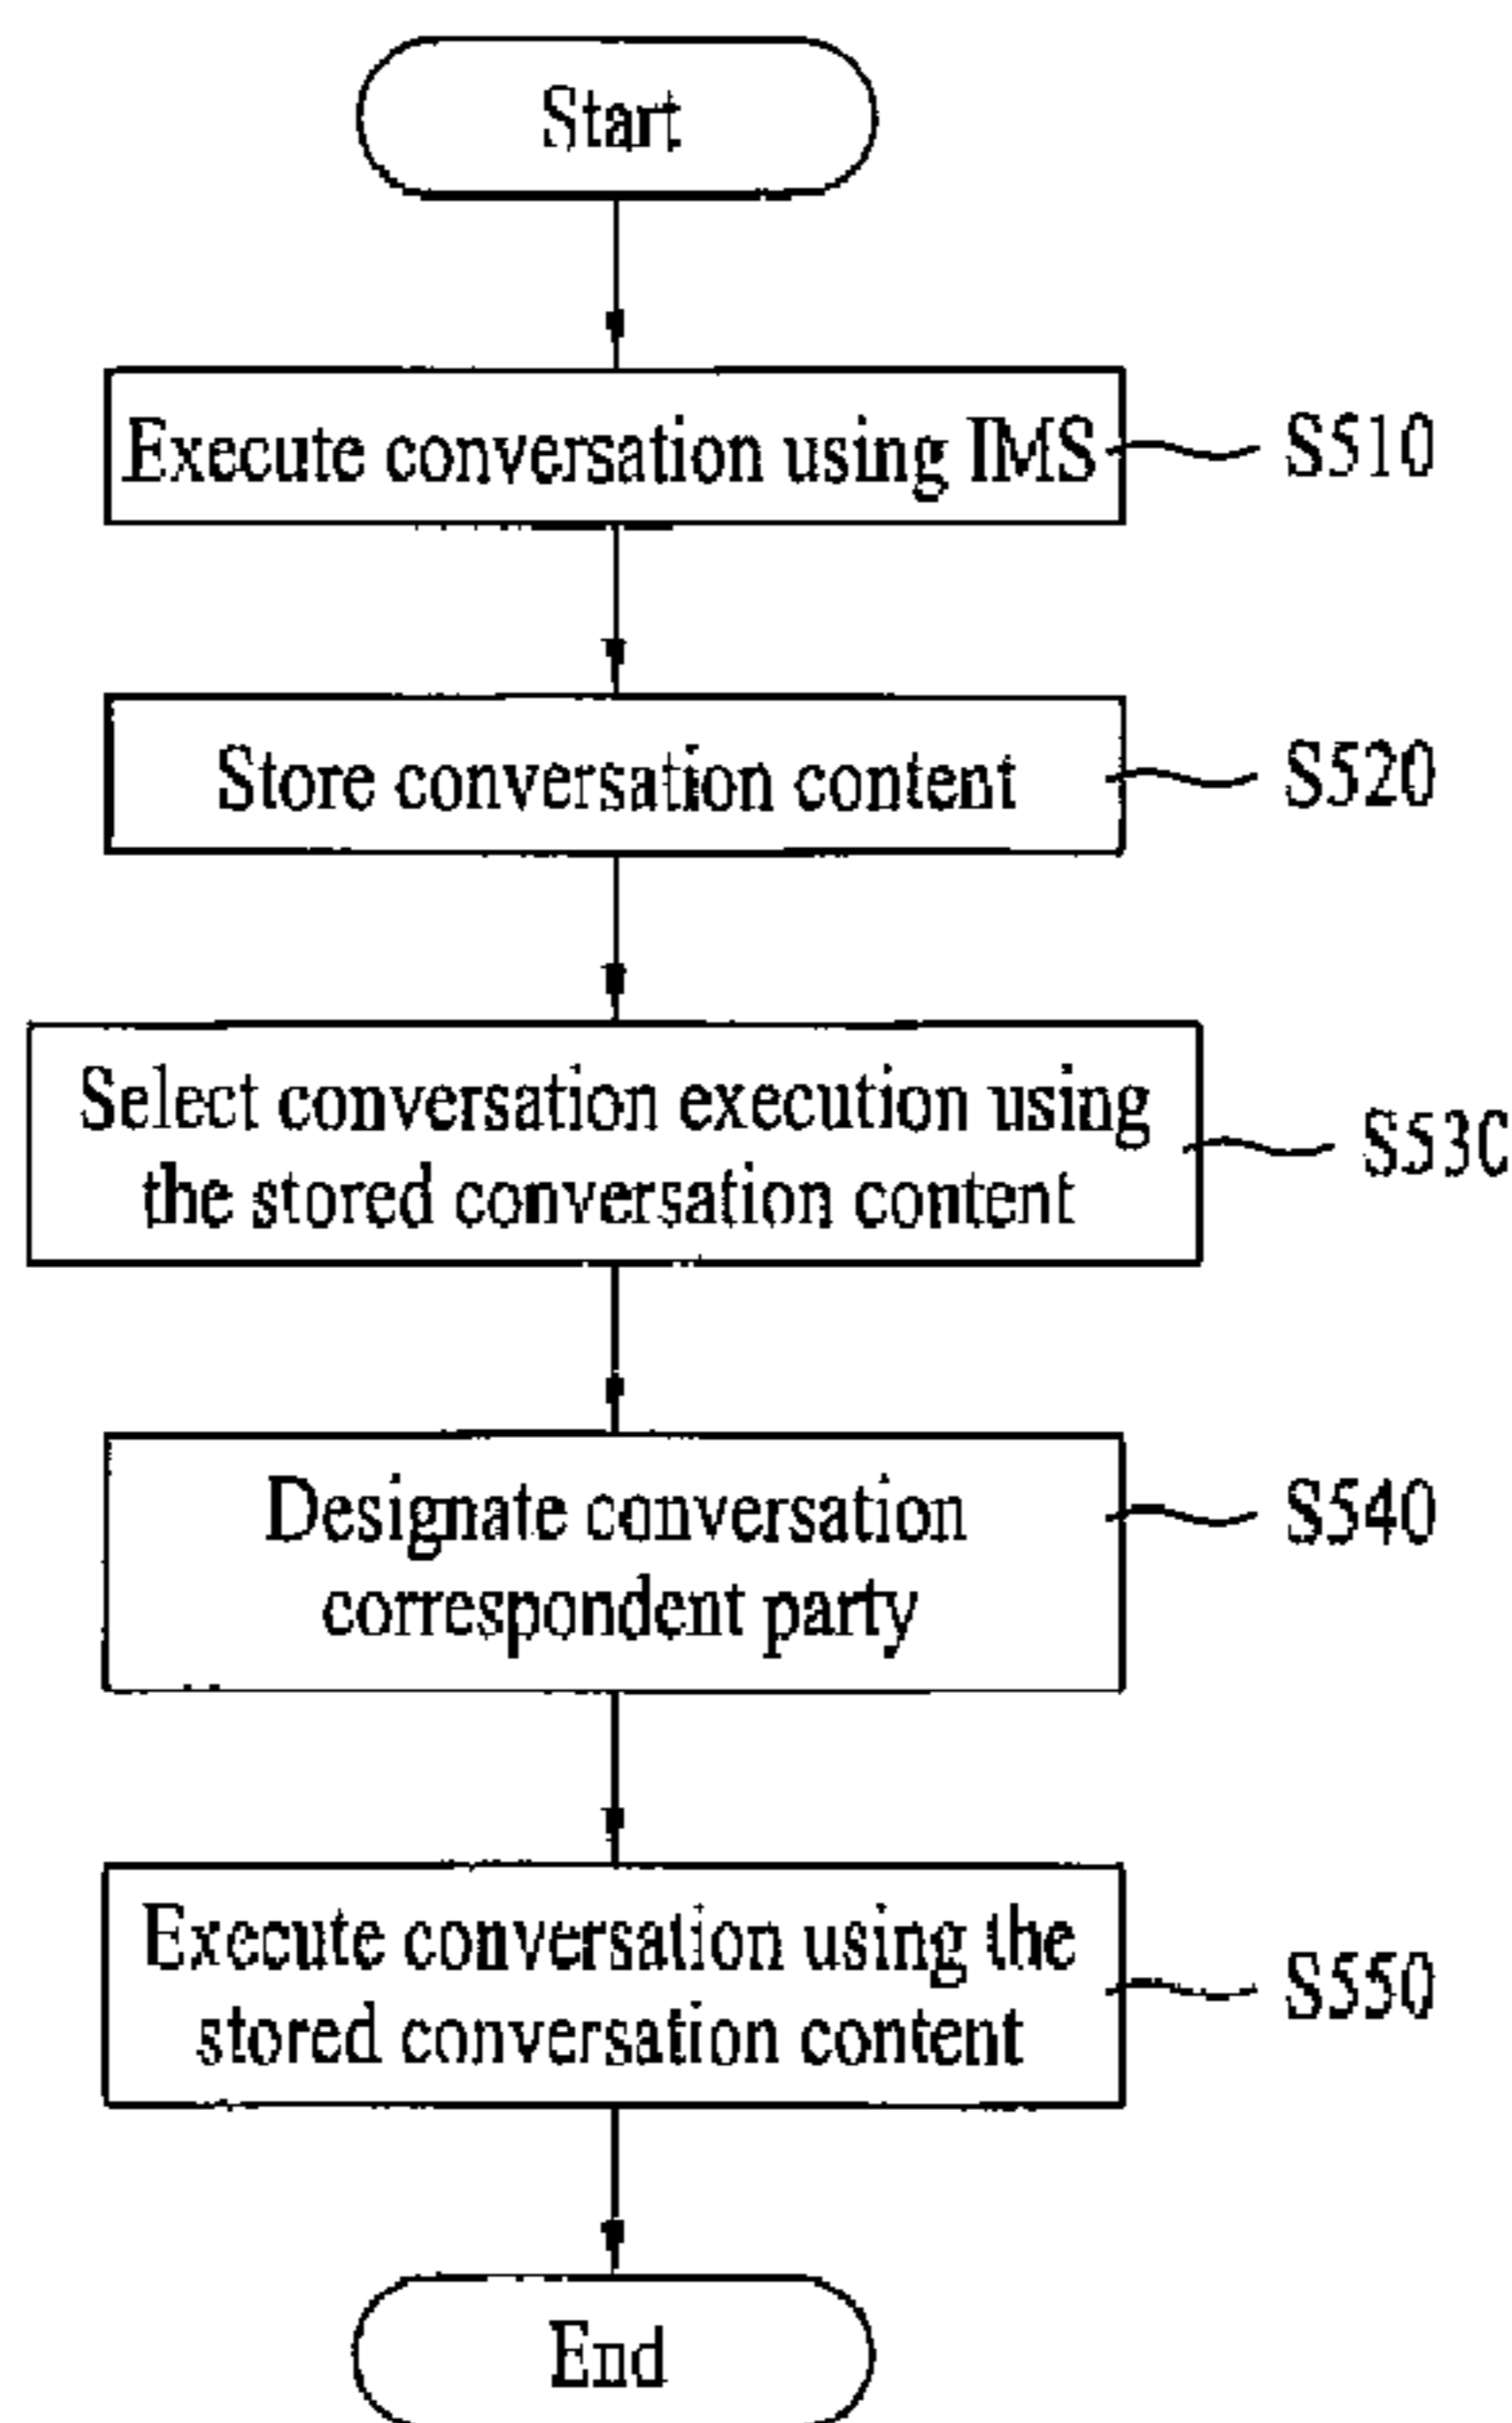 Start
Execute conversation using IMS
S510
Store conversation content
S520
Select conversation execution using
the stored conversation content
S530
Designate conversation
correspondent party
S540
Execute conversation using the
stored conversation content
S550
End